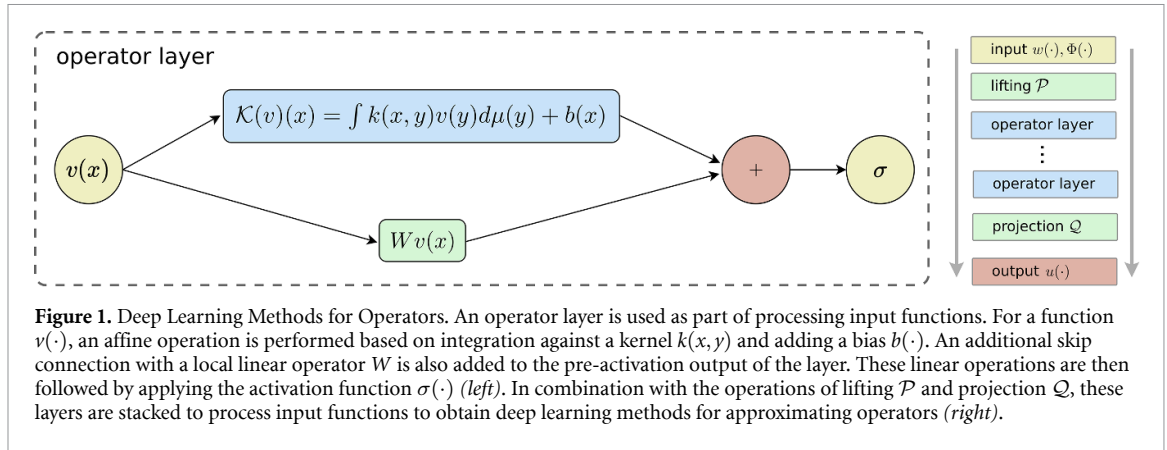 operator layer
v(x)
𝒦(v)(x) = ∫ k(x, y)v(y)dμ(y) + b(x)
Wv(x)
+
σ
input w(·), Φ(·)
lifting 𝒫
operator layer
⋮
operator layer
projection 𝒬
output u(·)
Figure 1. Deep Learning Methods for Operators. An operator layer is used as part of processing input functions. For a function
v(·), an affine operation is performed based on integration against a kernel k(x,y) and adding a bias b(·). An additional skip
connection with a local linear operator W is also added to the pre-activation output of the layer. These linear operations are then
followed by applying the activation function σ(·) (left). In combination with the operations of lifting 𝒫 and projection 𝒬, these
layers are stacked to process input functions to obtain deep learning methods for approximating operators (right).